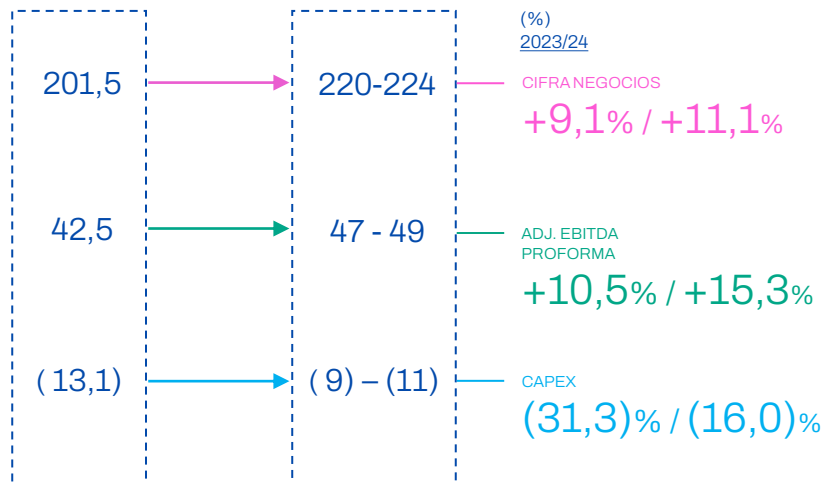 (%)
2023/24
201,5
220-224
CIFRA NEGOCIOS
+9,1% / +11,1%
42,5
47 - 49
ADJ. EBITDA
PROFORMA
+10,5% / +15,3%
( 13,1)
( 9) – (11)
CAPEX
(31,3)% / (16,0)%